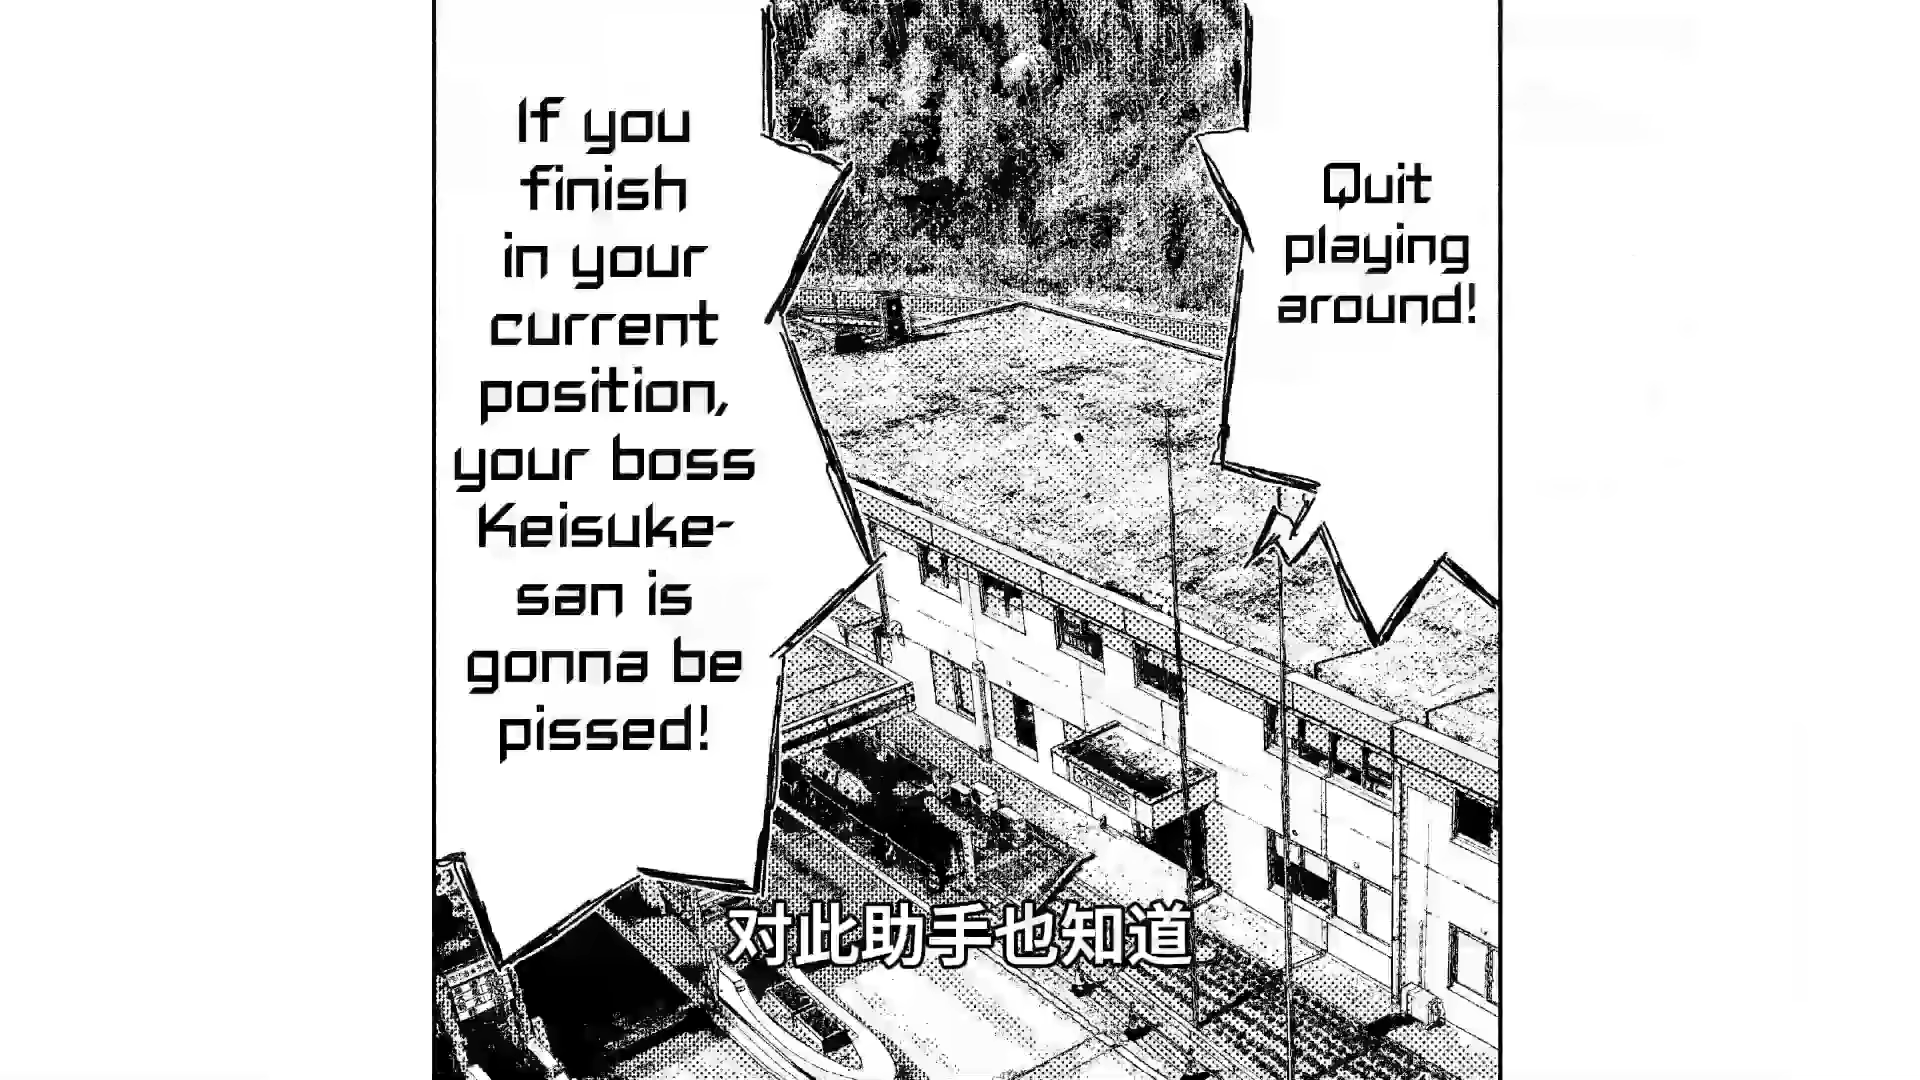 Quit
playing
around!
If you
finish
in your
current
position,
your boss
Keisuke-
san is
gonna be
pissed!
对此助手也知道